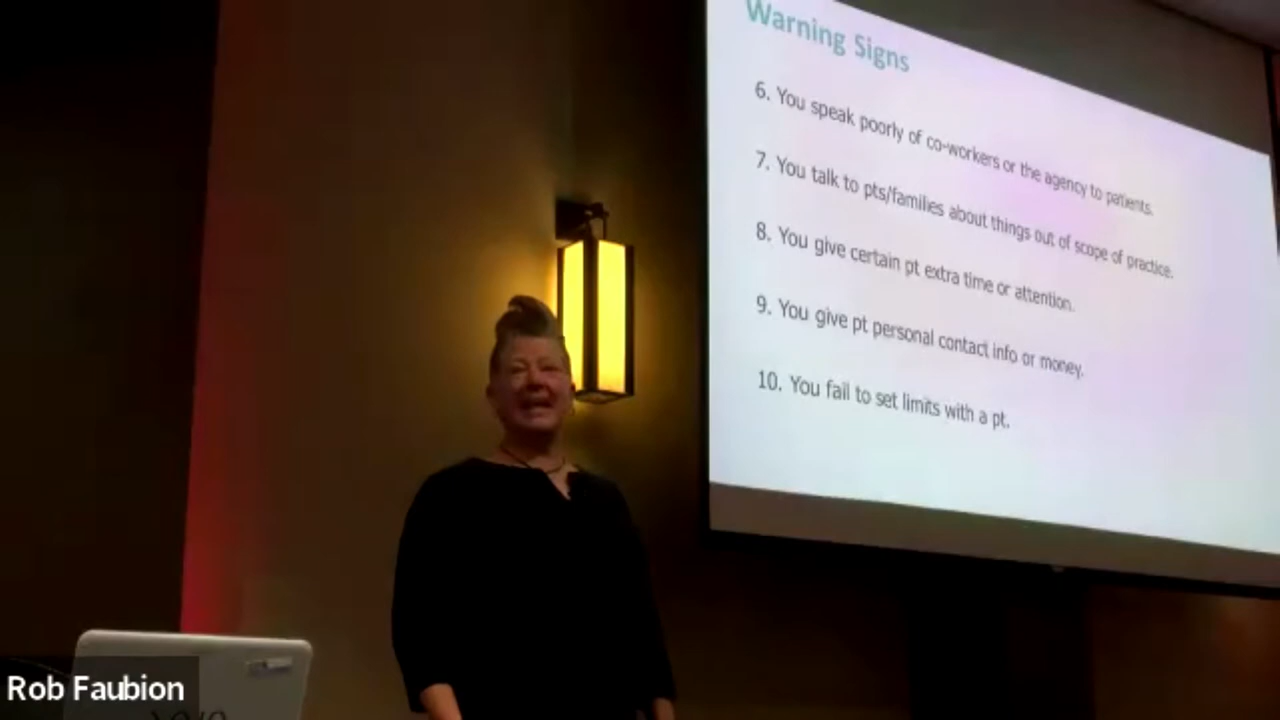 Warning Signs
6. You speak poorly of co-workers or the agency to patients.
7. You talk to pts/families about things out of scope of practice.
8. You give certain pt extra time or attention.
9. You give pt personal contact info or money.
10. You fail to set limits with a pt.
Rob Faubion